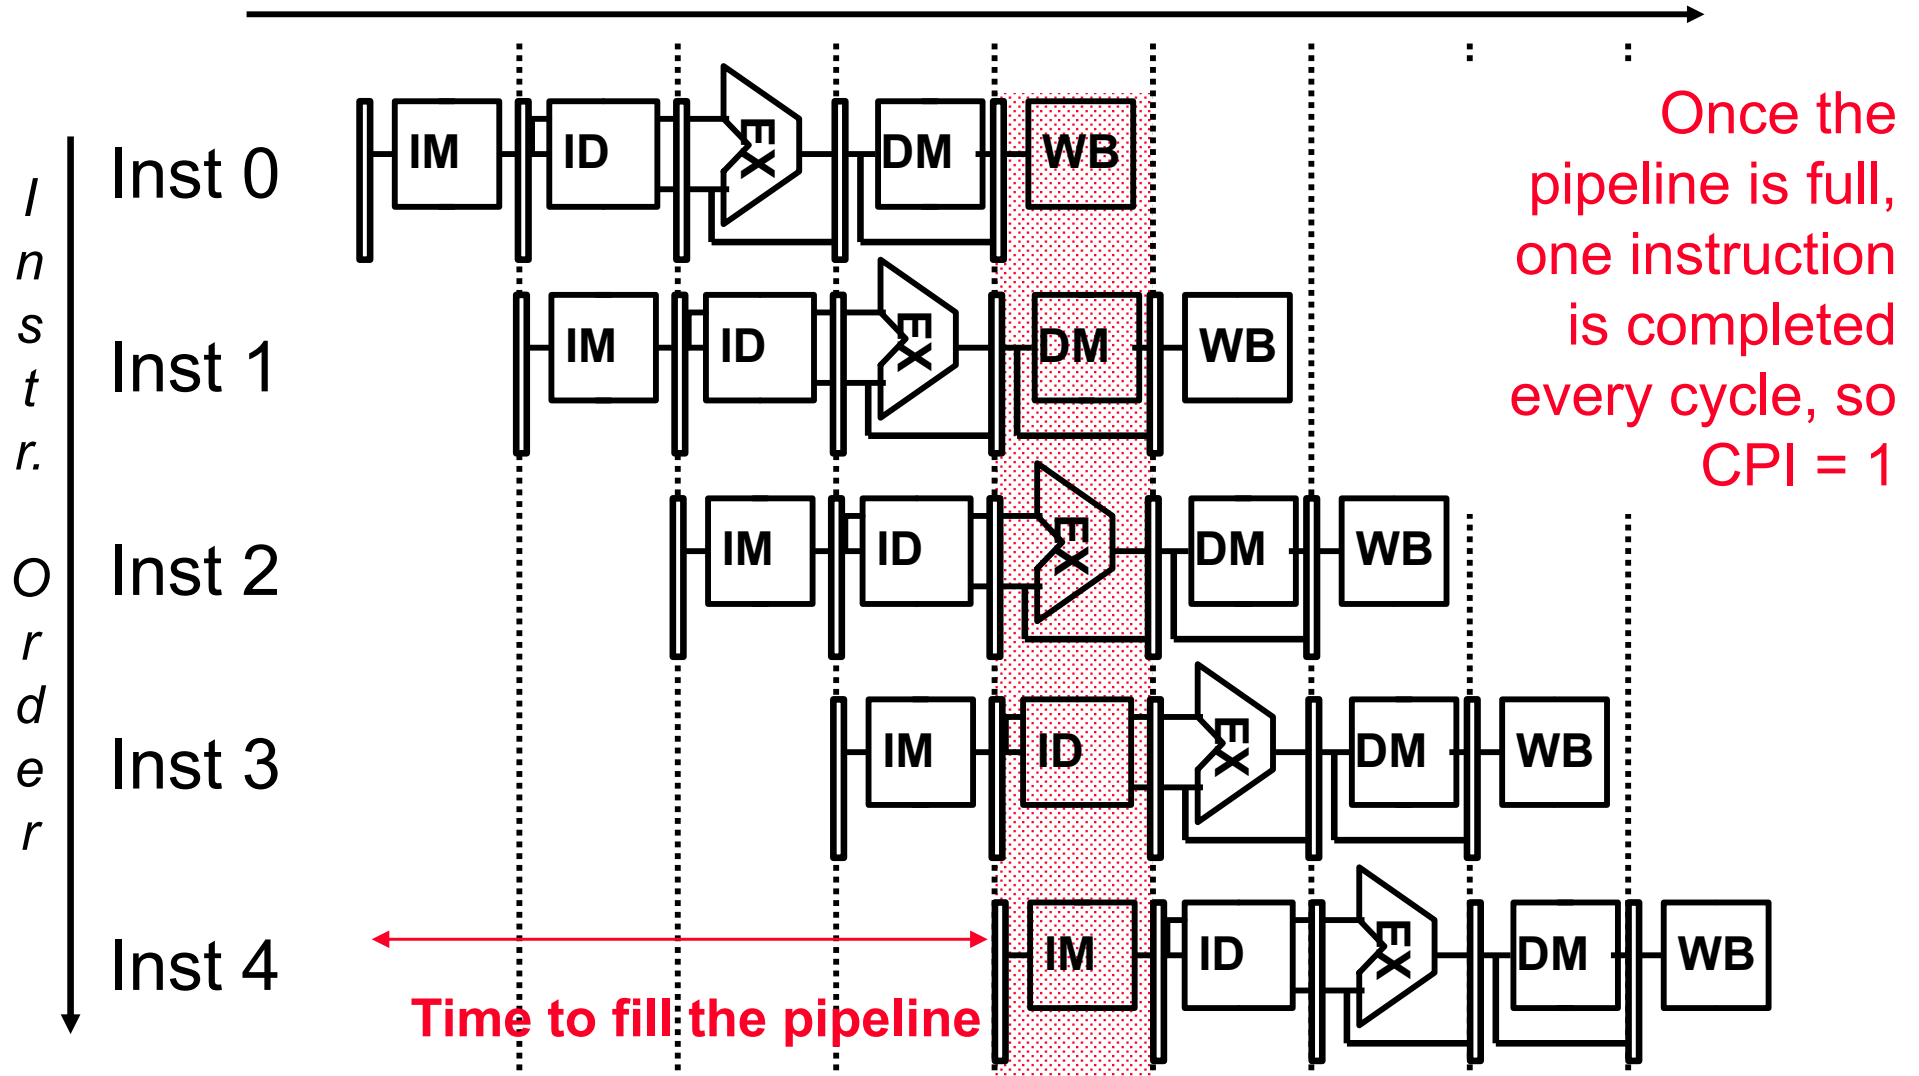 Inst 0 IM ID EX DM WB
Once the
pipeline is full,
one instruction
is completed
every cycle, so
CPI = 1
Inst 1 IM ID EX DM WB
Inst 2 IM ID EX DM WB
Inst 3 IM ID EX DM WB
Inst 4 IM ID EX DM WB
Time to fill the pipeline
Instr. Order